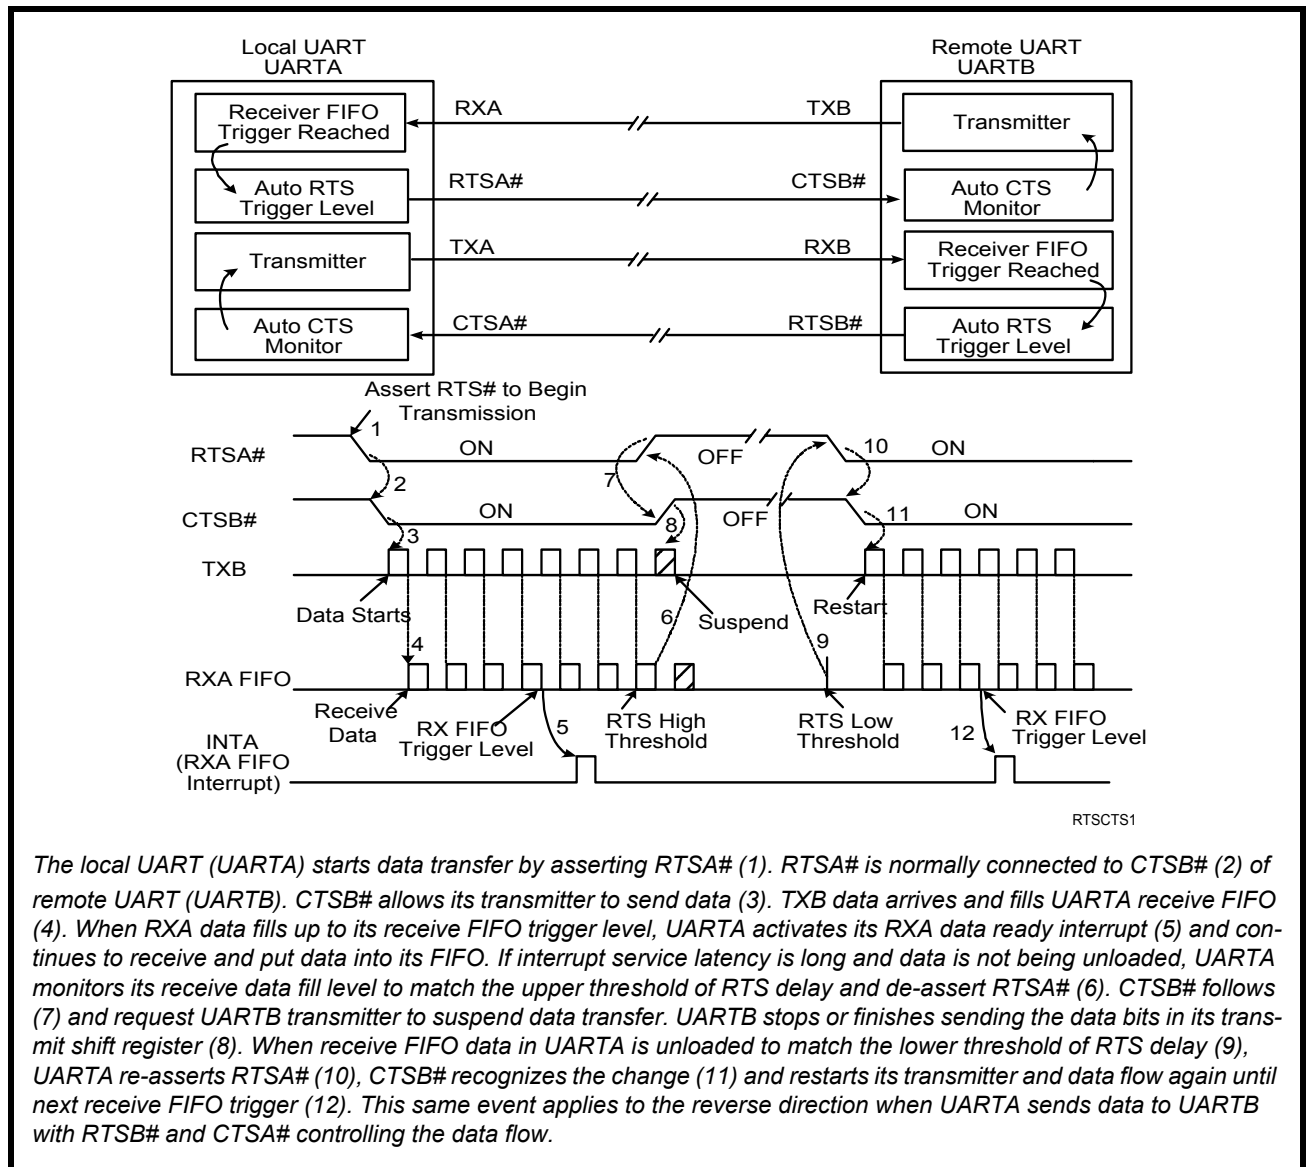 Local UART
UARTA
Remote UART
UARTB
Receiver FIFO
Trigger Reached
RXA
TXB
Transmitter
Auto RTS
Trigger Level
RTSA#
CTSB#
Auto CTS
Monitor
Transmitter
TXA
RXB
Receiver FIFO
Trigger Reached
Auto CTS
Monitor
CTSA#
RTSB#
Auto RTS
Trigger Level
Assert RTS# to Begin
Transmission
1
RTSA#
ON
OFF
10
ON
2
7
CTSB#
ON
OFF
11
ON
3
8
TXB
Data Starts
6
Suspend
Restart
4
9
RXA FIFO
Receive
Data
RX FIFO
Trigger Level
5
RTS High
Threshold
RTS Low
Threshold
12
RX FIFO
Trigger Level
INTA
(RXA FIFO
Interrupt)
RTSCTS1
The local UART (UARTA) starts data transfer by asserting RTSA# (1). RTSA# is normally connected to CTSB# (2) of
remote UART (UARTB). CTSB# allows its transmitter to send data (3). TXB data arrives and fills UARTA receive FIFO
(4). When RXA data fills up to its receive FIFO trigger level, UARTA activates its RXA data ready interrupt (5) and con-
tinues to receive and put data into its FIFO. If interrupt service latency is long and data is not being unloaded, UARTA
monitors its receive data fill level to match the upper threshold of RTS delay and de-assert RTSA# (6). CTSB# follows
(7) and request UARTB transmitter to suspend data transfer. UARTB stops or finishes sending the data bits in its trans-
mit shift register (8). When receive FIFO data in UARTA is unloaded to match the lower threshold of RTS delay (9),
UARTA re-asserts RTSA# (10), CTSB# recognizes the change (11) and restarts its transmitter and data flow again until
next receive FIFO trigger (12). This same event applies to the reverse direction when UARTA sends data to UARTB
with RTSB# and CTSA# controlling the data flow.